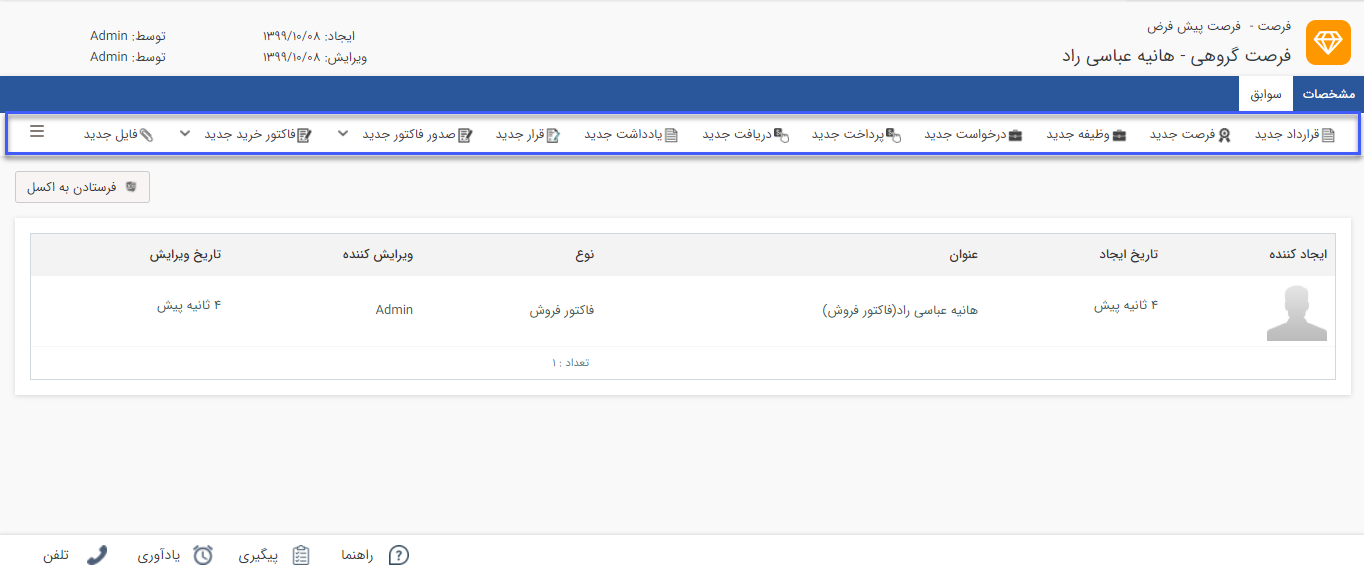 فرصت - فرصت پیش فرض
فرصت گروهی - هانیه عباسی راد
ایجاد: ۱۳۹۹/۱۰/۰۸ توسط: Admin
ویرایش: ۱۳۹۹/۱۰/۰۸ توسط: Admin
مشخصات سوابق
قرارداد جدید فرصت جدید وظیفه جدید درخواست جدید پرداخت جدید دریافت جدید یادداشت جدید قرار جدید صدور فاکتور جدید فاکتور خرید جدید فایل جدید
فرستادن به اکسل
ایجاد کننده تاریخ ایجاد عنوان نوع ویرایش کننده تاریخ ویرایش
۴ ثانیه پیش هانیه عباسی راد(فاکتور فروش) فاکتور فروش Admin ۴ ثانیه پیش
تعداد : ۱
راهنما پیگیری یادآوری تلفن